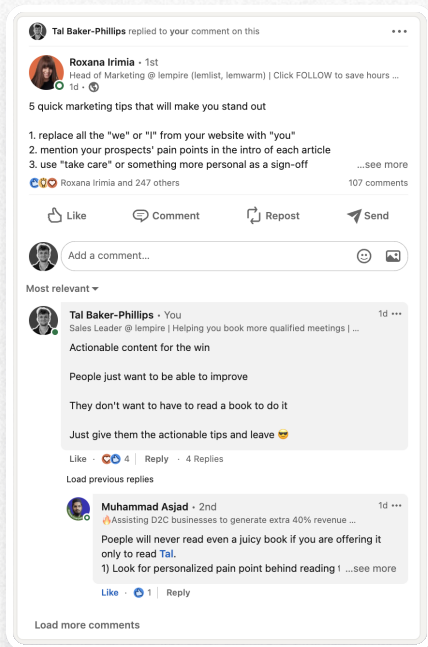 Tal Baker-Phillips replied to your comment on this
Roxana Irimia • 1st
Head of Marketing @ lempire (lemlist, lemwarm) | Click FOLLOW to save hours ...
1d •
5 quick marketing tips that will make you stand out
1. replace all the "we" or "I" from your website with "you"
2. mention your prospects' pain points in the intro of each article
3. use "take care" or something more personal as a sign-off ...see more
Roxana Irimia and 247 others 107 comments
Like Comment Repost Send
Add a comment...
Most relevant
Tal Baker-Phillips • You 1d •••
Sales Leader @ lempire | Helping you book more qualified meetings | ...
Actionable content for the win
People just want to be able to improve
They don't want to have to read a book to do it
Just give them the actionable tips and leave 😎
Like · 4 | Reply · 4 Replies
Load previous replies
Muhammad Asjad • 2nd 1d •••
🔥Assisting D2C businesses to generate extra 40% revenue ...
Poeple will never read even a juicy book if you are offering it
only to read Tal.
1) Look for personalized pain point behind reading ...see more
Like · 1 | Reply
Load more comments